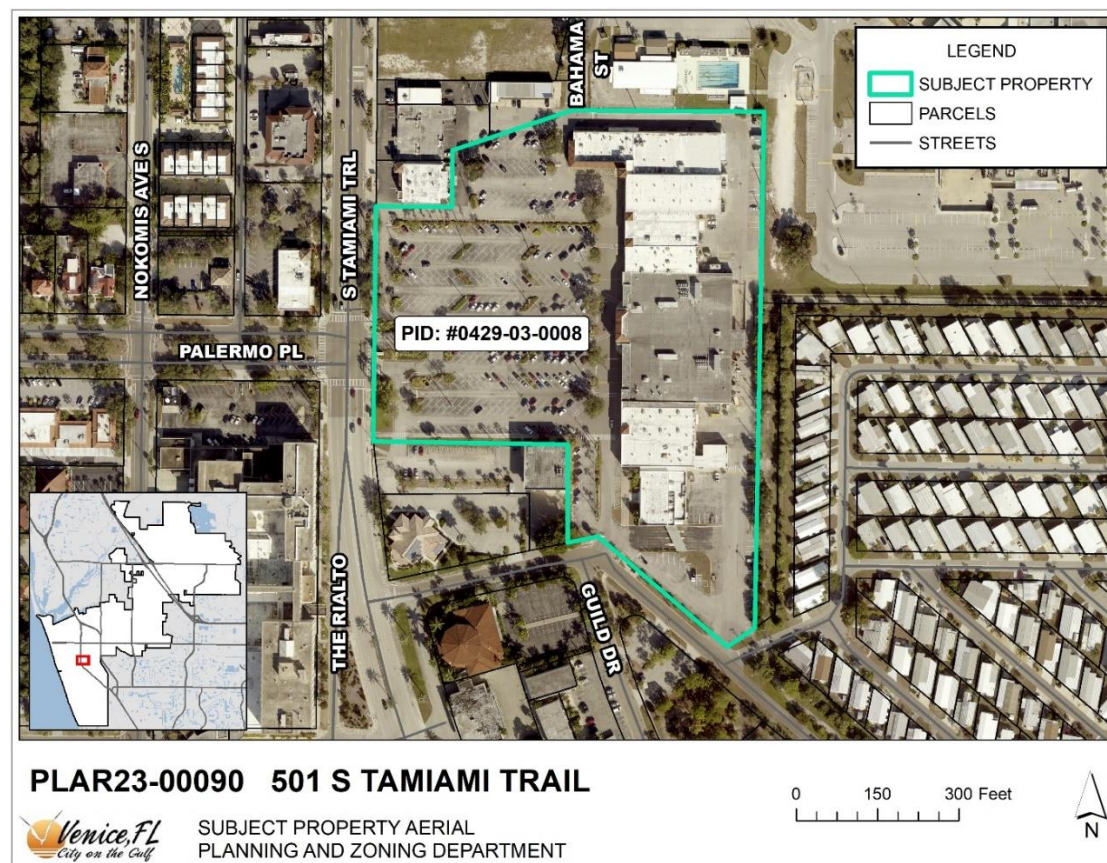 BAHAMA
ST
LEGEND
SUBJECT PROPERTY
PARCELS
STREETS
NOKOMIS AVE S
S TAMIAMI TRL
PID: #0429-03-0008
PALERMO PL
THE RIALTO
GUILD DR
PLAR23-00090 501 S TAMIAMI TRAIL
Venice, FL
City on the Gulf
SUBJECT PROPERTY AERIAL
PLANNING AND ZONING DEPARTMENT
0 150 300 Feet
N